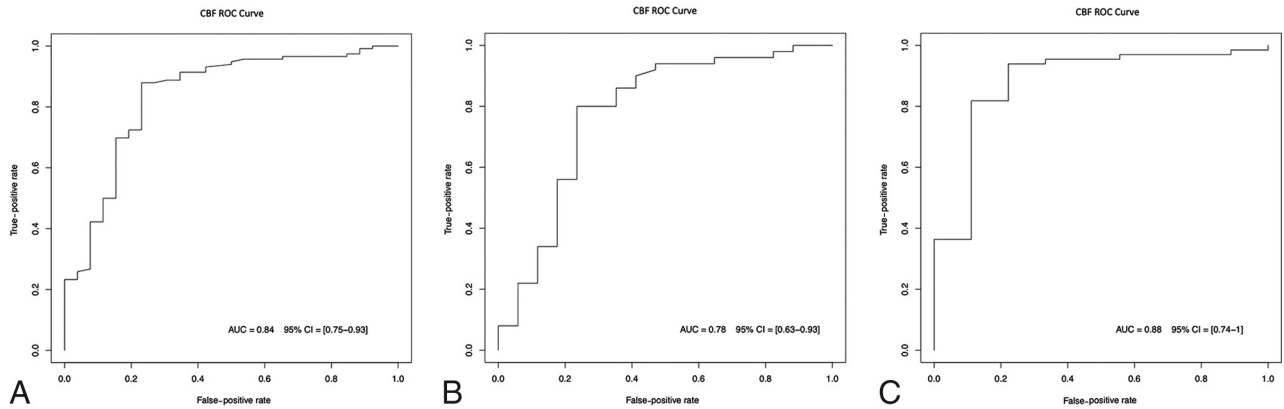 CBF ROC Curve
True-positive rate
1.0
0.8
0.6
0.4
0.2
0.0
AUC = 0.84 95% CI = [0.75-0.93]
0.0 0.2 0.4 0.6 0.8 1.0
False-positive rate
A
CBF ROC Curve
True-positive rate
1.0
0.8
0.6
0.4
0.2
0.0
AUC = 0.78 95% CI = [0.63-0.93]
0.0 0.2 0.4 0.6 0.8 1.0
False-positive rate
B
CBF ROC Curve
True-positive rate
1.0
0.8
0.6
0.4
0.2
0.0
AUC = 0.88 95% CI = [0.74-1]
0.0 0.2 0.4 0.6 0.8 1.0
False-positive rate
C